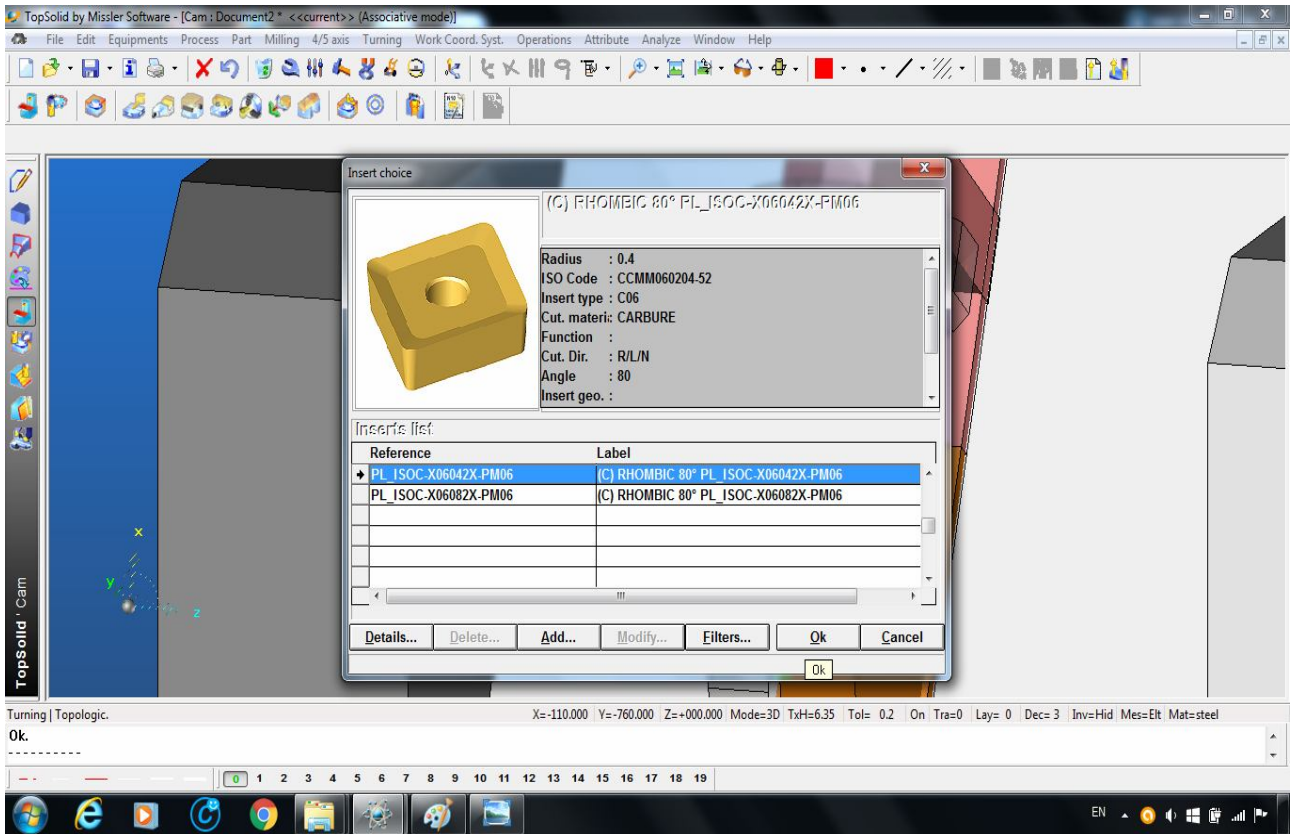 TopSolid by Missler Software - [Cam : Document2 * <<current>> (Associative mode)]
File Edit Equipments Process Part Milling 4/5 axis Turning Work Coord. Syst. Operations Attribute Analyze Window Help
Insert choice
(C) RHOMBIC 80° PL_ISOC-X06042X-PM06
Radius : 0.4
ISO Code : CCMM060204-52
Insert type : C06
Cut. materi: CARBURE
Function :
Cut. Dir. : R/L/N
Angle : 80
Insert geo. :
Inserts list
Reference Label
PL_ISOC-X06042X-PM06 (C) RHOMBIC 80° PL_ISOC-X06042X-PM06
PL_ISOC-X06082X-PM06 (C) RHOMBIC 80° PL_ISOC-X06082X-PM06
Details... Delete... Add... Modify... Filters... Ok Cancel
Ok
x
y
z
TopSolid ' Cam
Turning | Topologic. X=-110.000 Y=-760.000 Z=+000.000 Mode=3D TxH=6.35 Tol= 0.2 On Tra=0 Lay= 0 Dec= 3 Inv=Hid Mes=Elt Mat=steel
Ok.
----------
0 1 2 3 4 5 6 7 8 9 10 11 12 13 14 15 16 17 18 19
EN